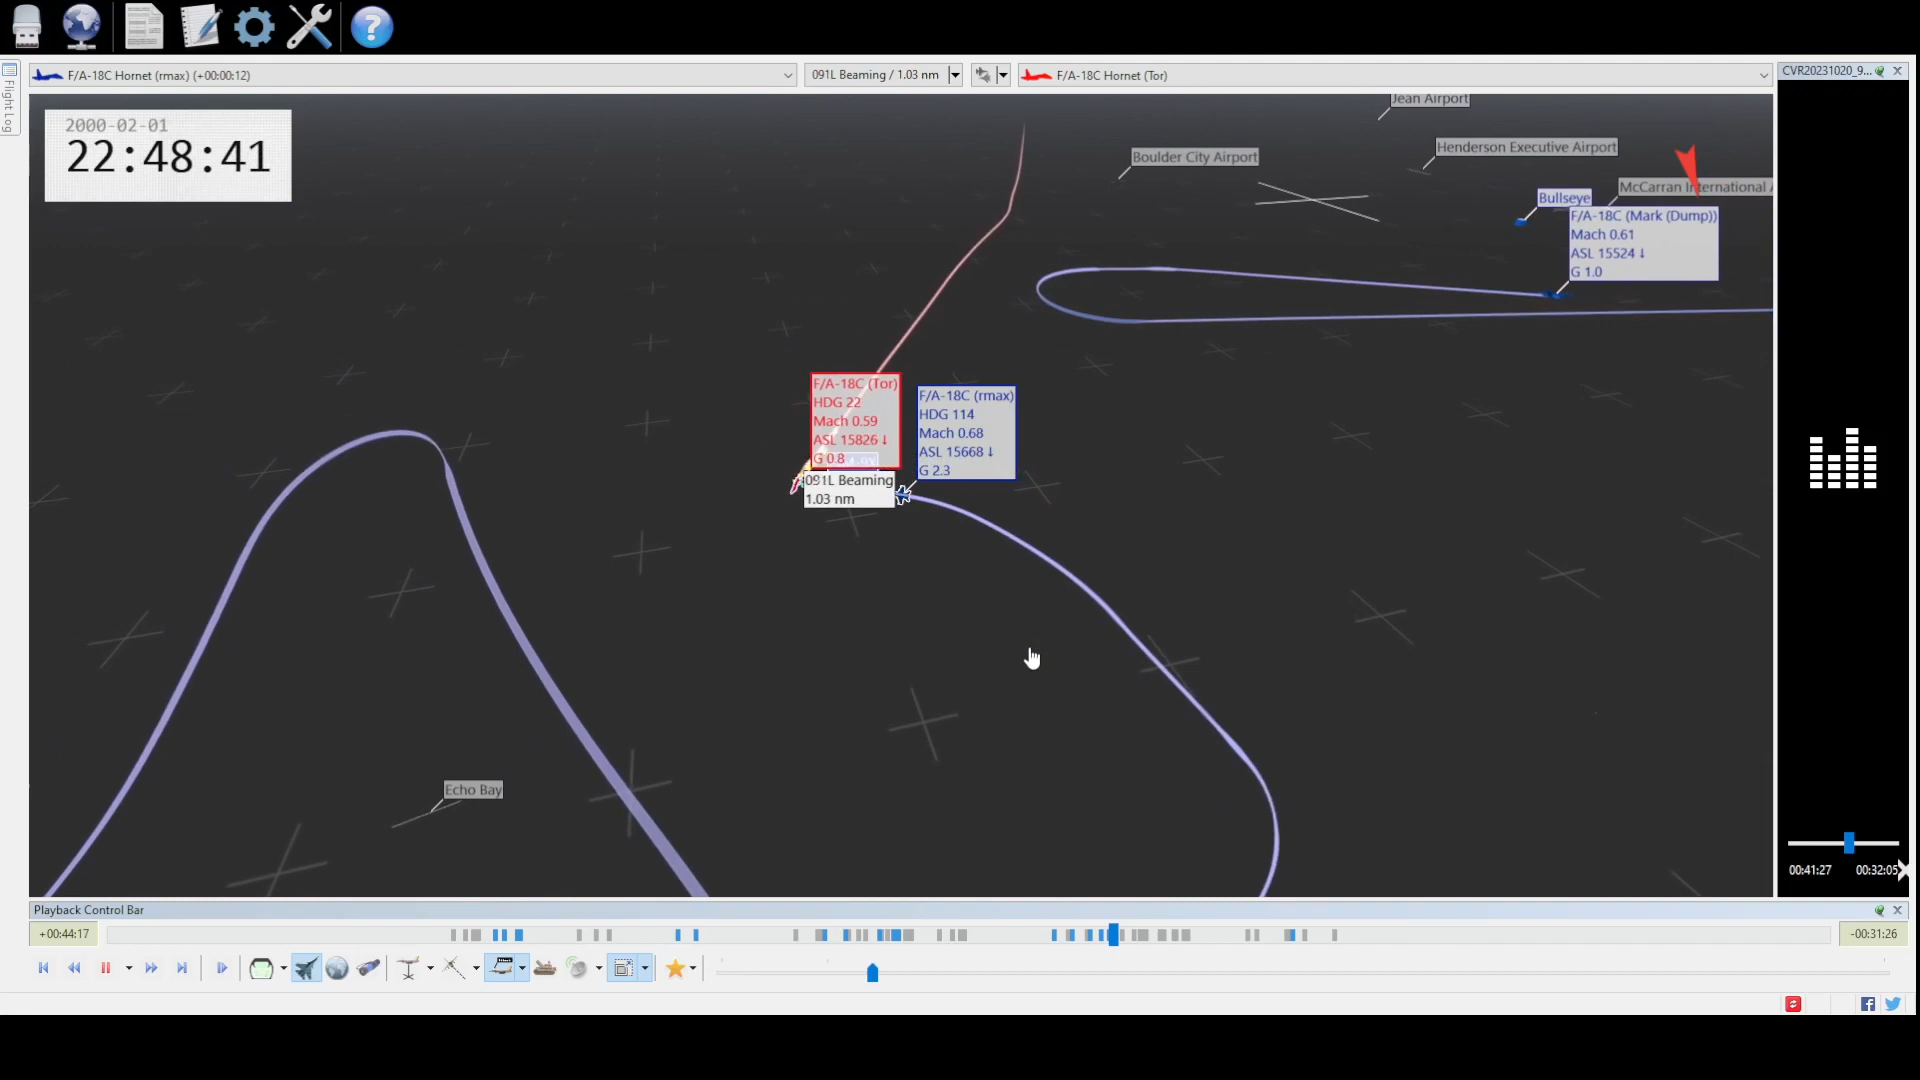 F/A-18C Hornet (rmax) (+00:00:12)
091L Beaming / 1.03 nm
F/A-18C Hornet (Tor)
CVR20231020_9...
Flight Log
2000-02-01
22:48:41
Jean Airport
Henderson Executive Airport
Boulder City Airport
McCarran International
Bullseye
F/A-18C (Mark (Dump))
Mach 0.61
ASL 15524↓
G 1.0
F/A-18C (Tor)
HDG 22
Mach 0.59
ASL 15826↓
G 0.8
F/A-18C (rmax)
HDG 114
Mach 0.68
ASL 15668↓
G 2.3
091L Beaming
1.03 nm
Echo Bay
00:41:27
00:32:05
Playback Control Bar
+00:44:17
-00:31:26